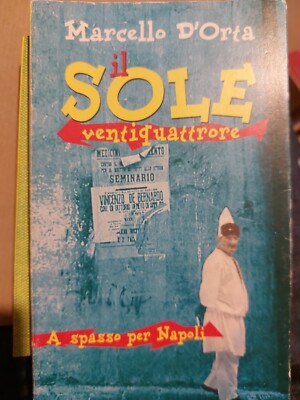 Marcello D'Orta
il
SOLE
ventiquattrore
SEMINARIO
VINCENZO DE BERNARDO
A spasso per Napoli